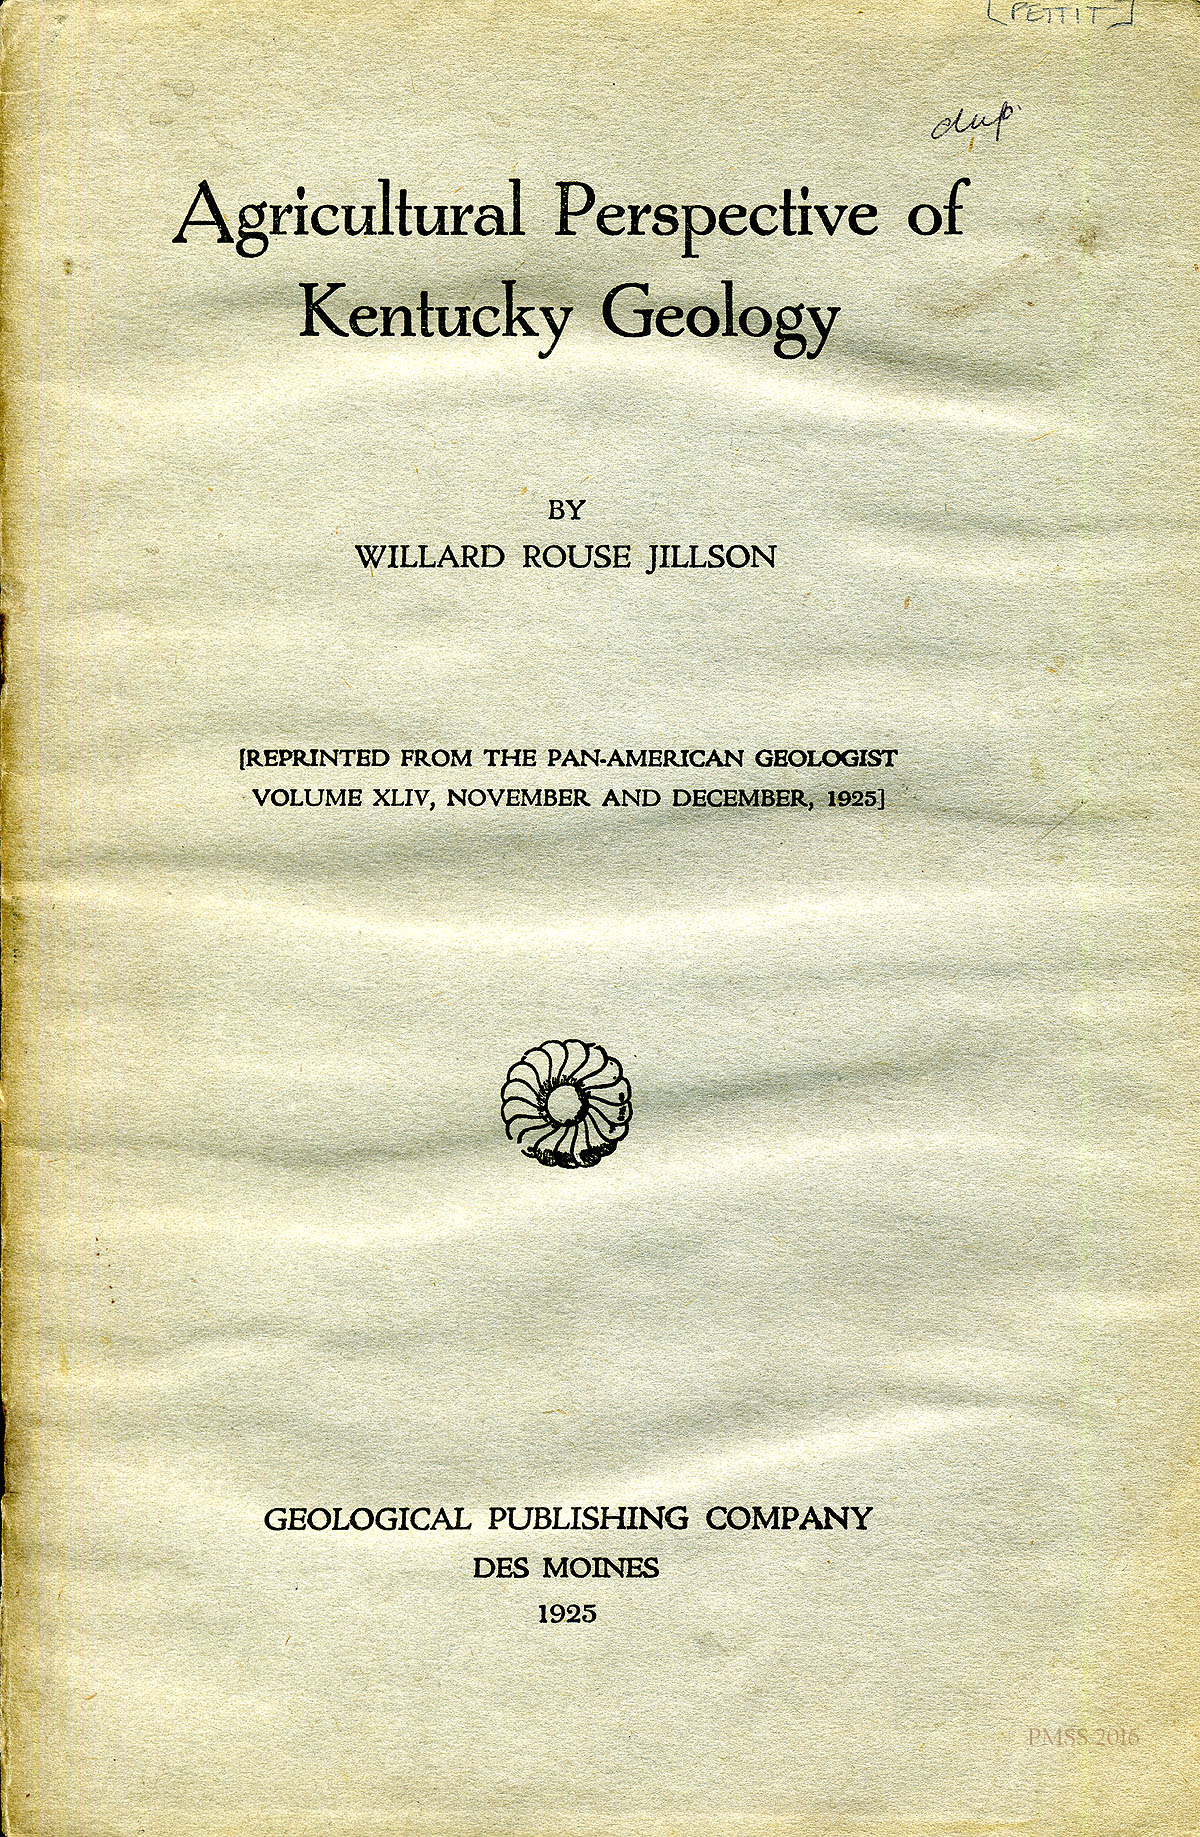 [PETTIT]
dup.
Agricultural Perspective of
Kentucky Geology
BY
WILLARD ROUSE JILLSON
[REPRINTED FROM THE PAN-AMERICAN GEOLOGIST
VOLUME XLIV, NOVEMBER AND DECEMBER, 1925]
GEOLOGICAL PUBLISHING COMPANY
DES MOINES
1925
PMSS 2016